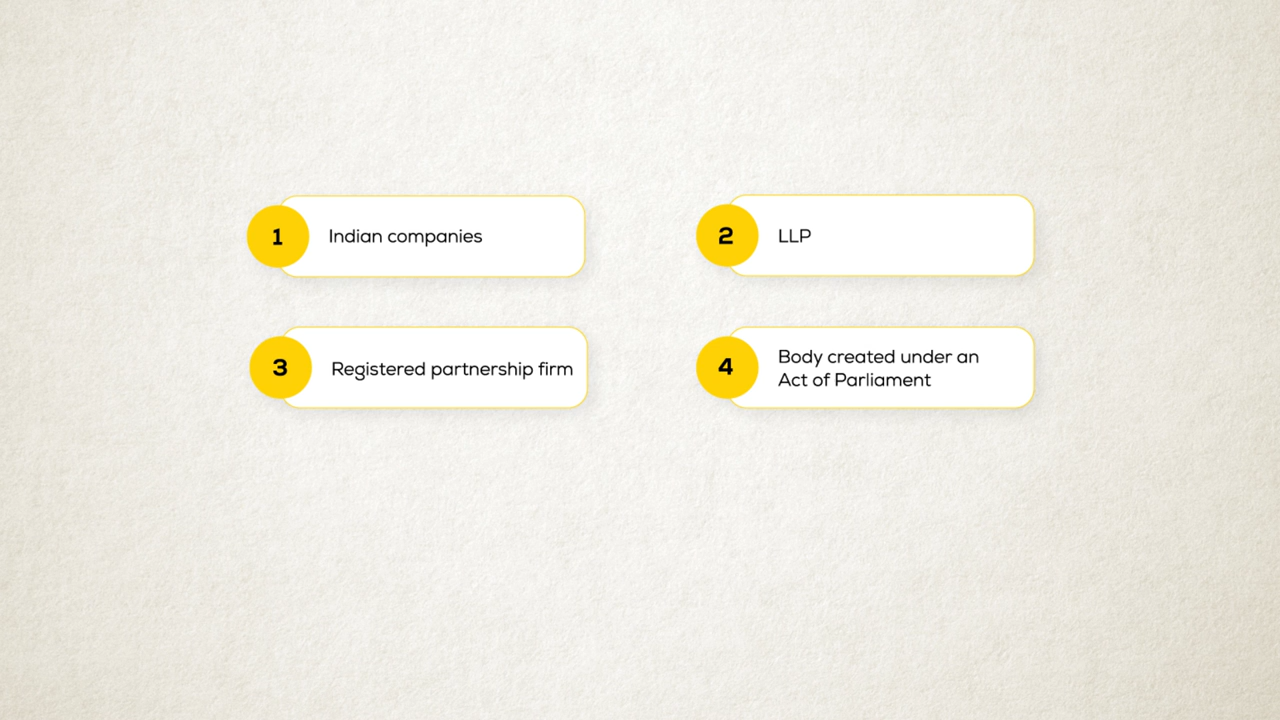 1 Indian companies
2 LLP
3 Registered partnership firm
4 Body created under an
Act of Parliament